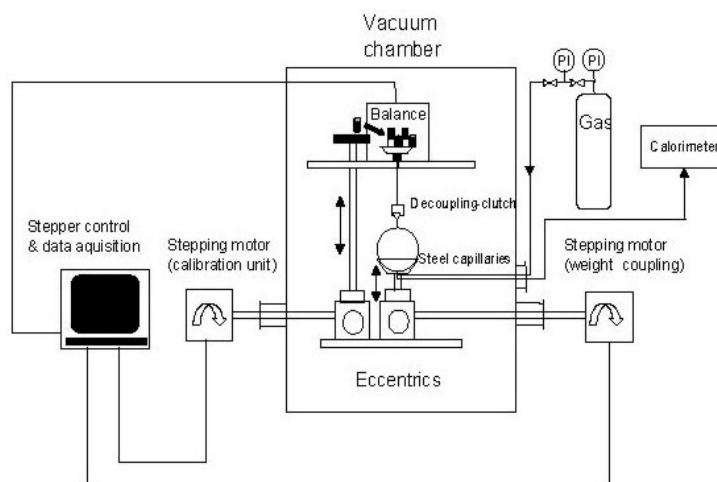 Vacuum
chamber
PI PI
Balance
Gas
Calorimeter
Decoupling-clutch
Stepper control
& data aquisition
Stepping motor
(calibration unit)
Steel capillaries
Stepping motor
(weight coupling)
Eccentrics